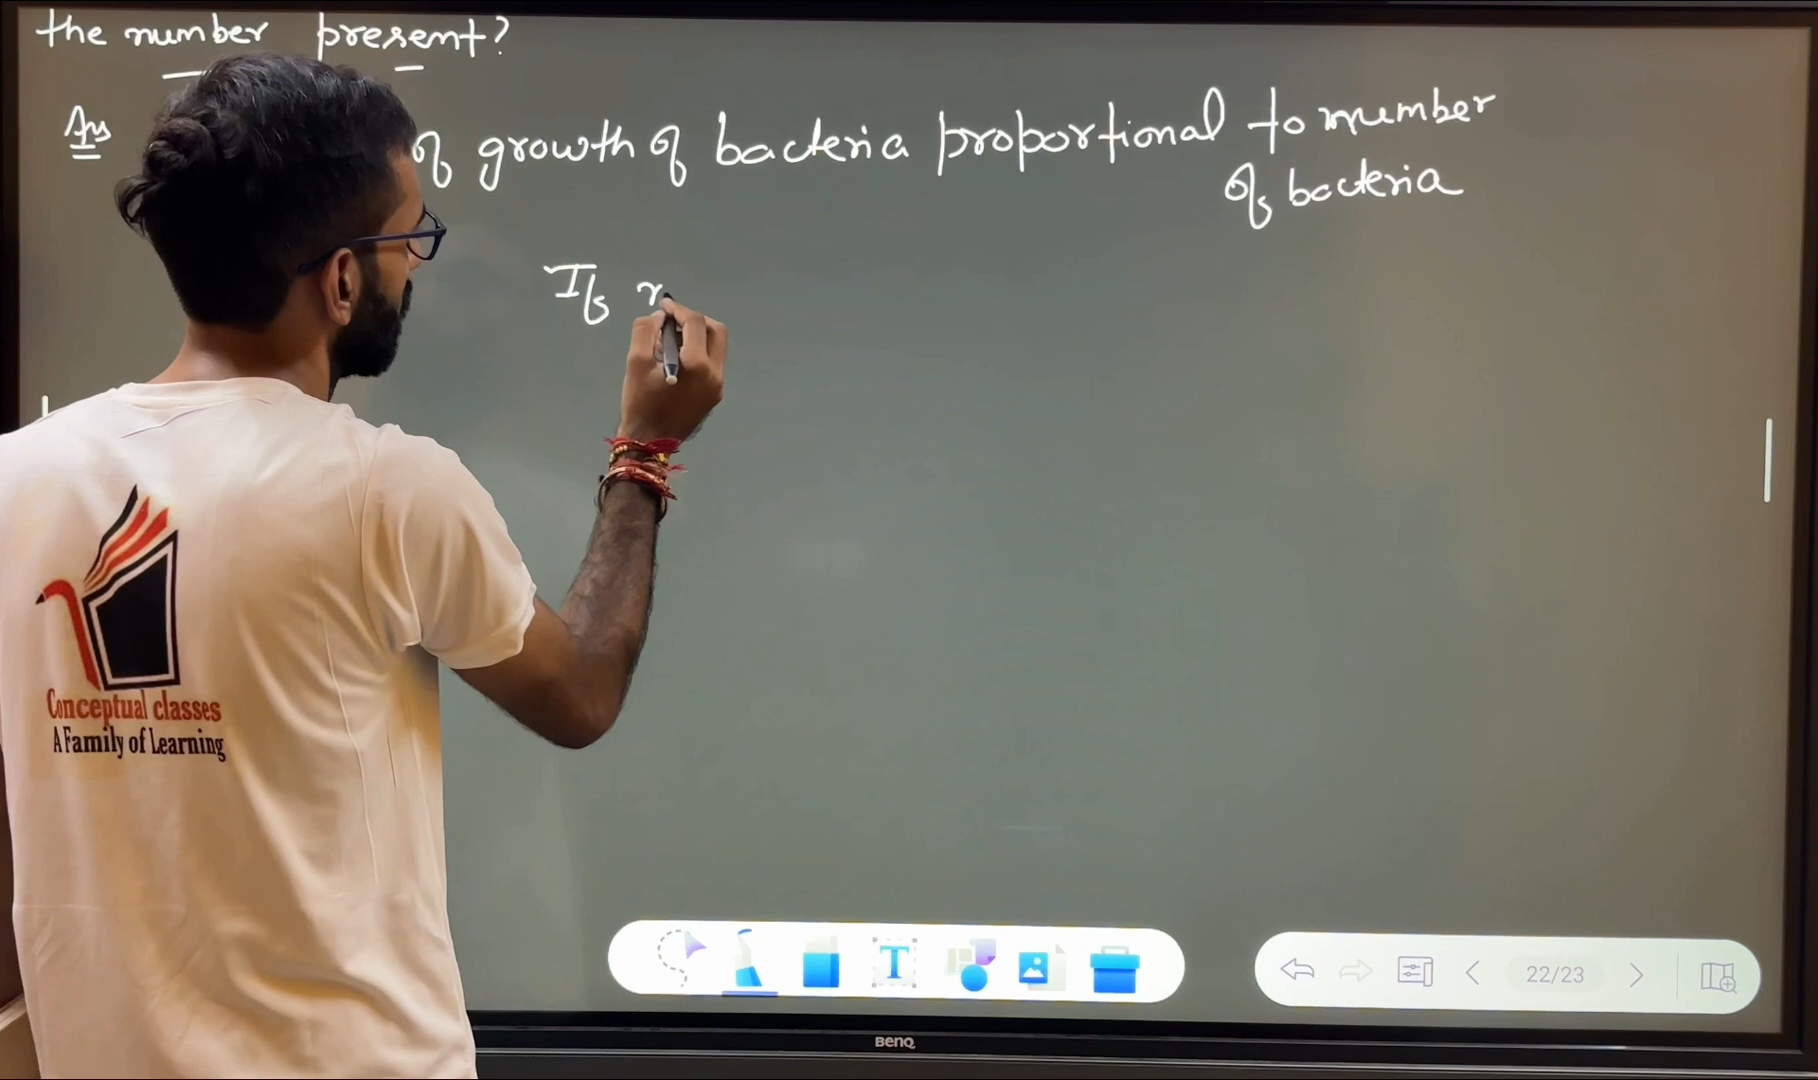 the number present?
Ans
of growth of bacteria proportional to number
of bacteria
If
Conceptual classes
A Family of Learning
T
22/23
BenQ